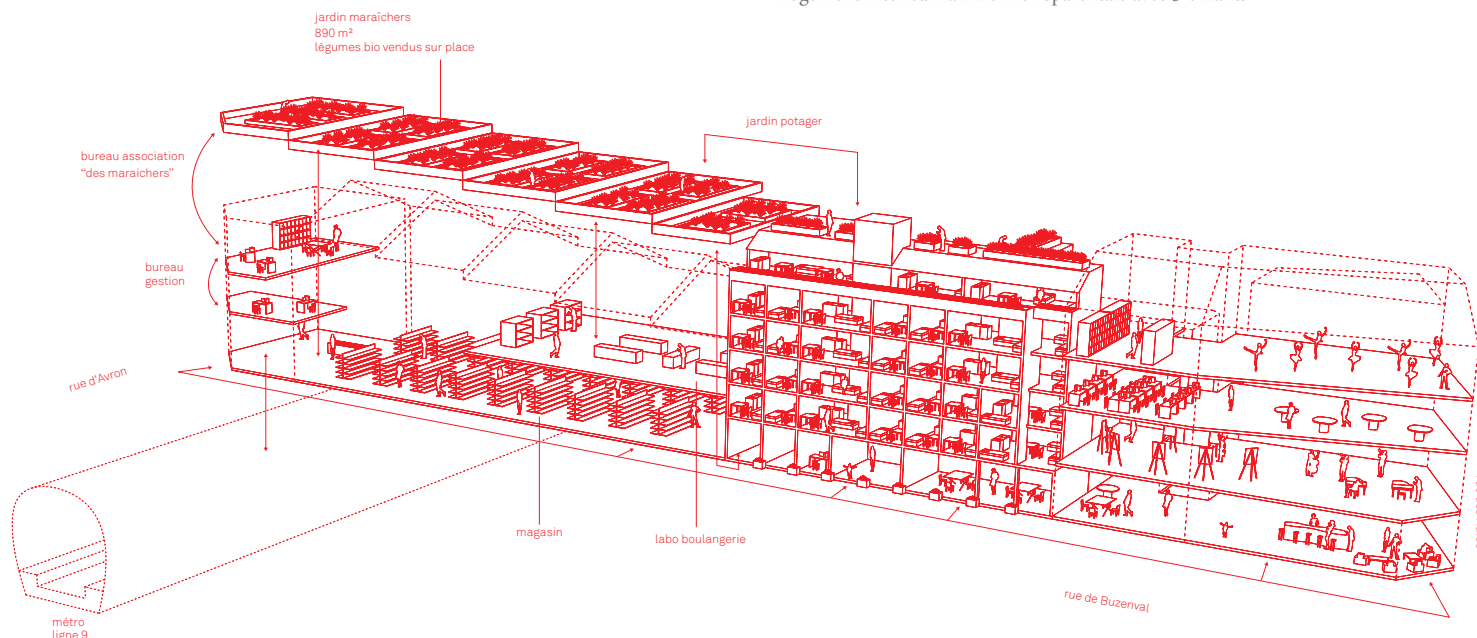 jardin maraîchers
890 m²
légumes bio vendus sur place
jardin potager
bureau association
"des maraichers"
bureau
gestion
rue d'Avron
magasin
labo boulangerie
rue de Buzenval
métro
ligne 9